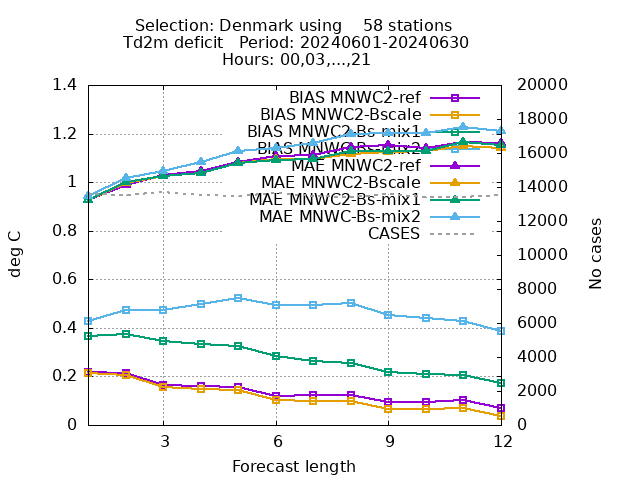 Selection: Denmark using    58 stations
Td2m deficit   Period: 20240601-20240630
Hours: 00,03,...,21
1.4
1.2
1
0.8
0.6
0.4
0.2
0
deg C
20000
18000
16000
14000
12000
10000
8000
6000
4000
2000
0
No cases
BIAS MNWC2-ref
BIAS MNWC2-Bscale
BIAS MNWC2-Bs-mix1
BIAS MNWC-Bs-mix2
MAE MNWC2-ref
MAE MNWC2-Bscale
MAE MNWC2-Bs-mix1
MAE MNWC-Bs-mix2
CASES
3
6
9
12
Forecast length